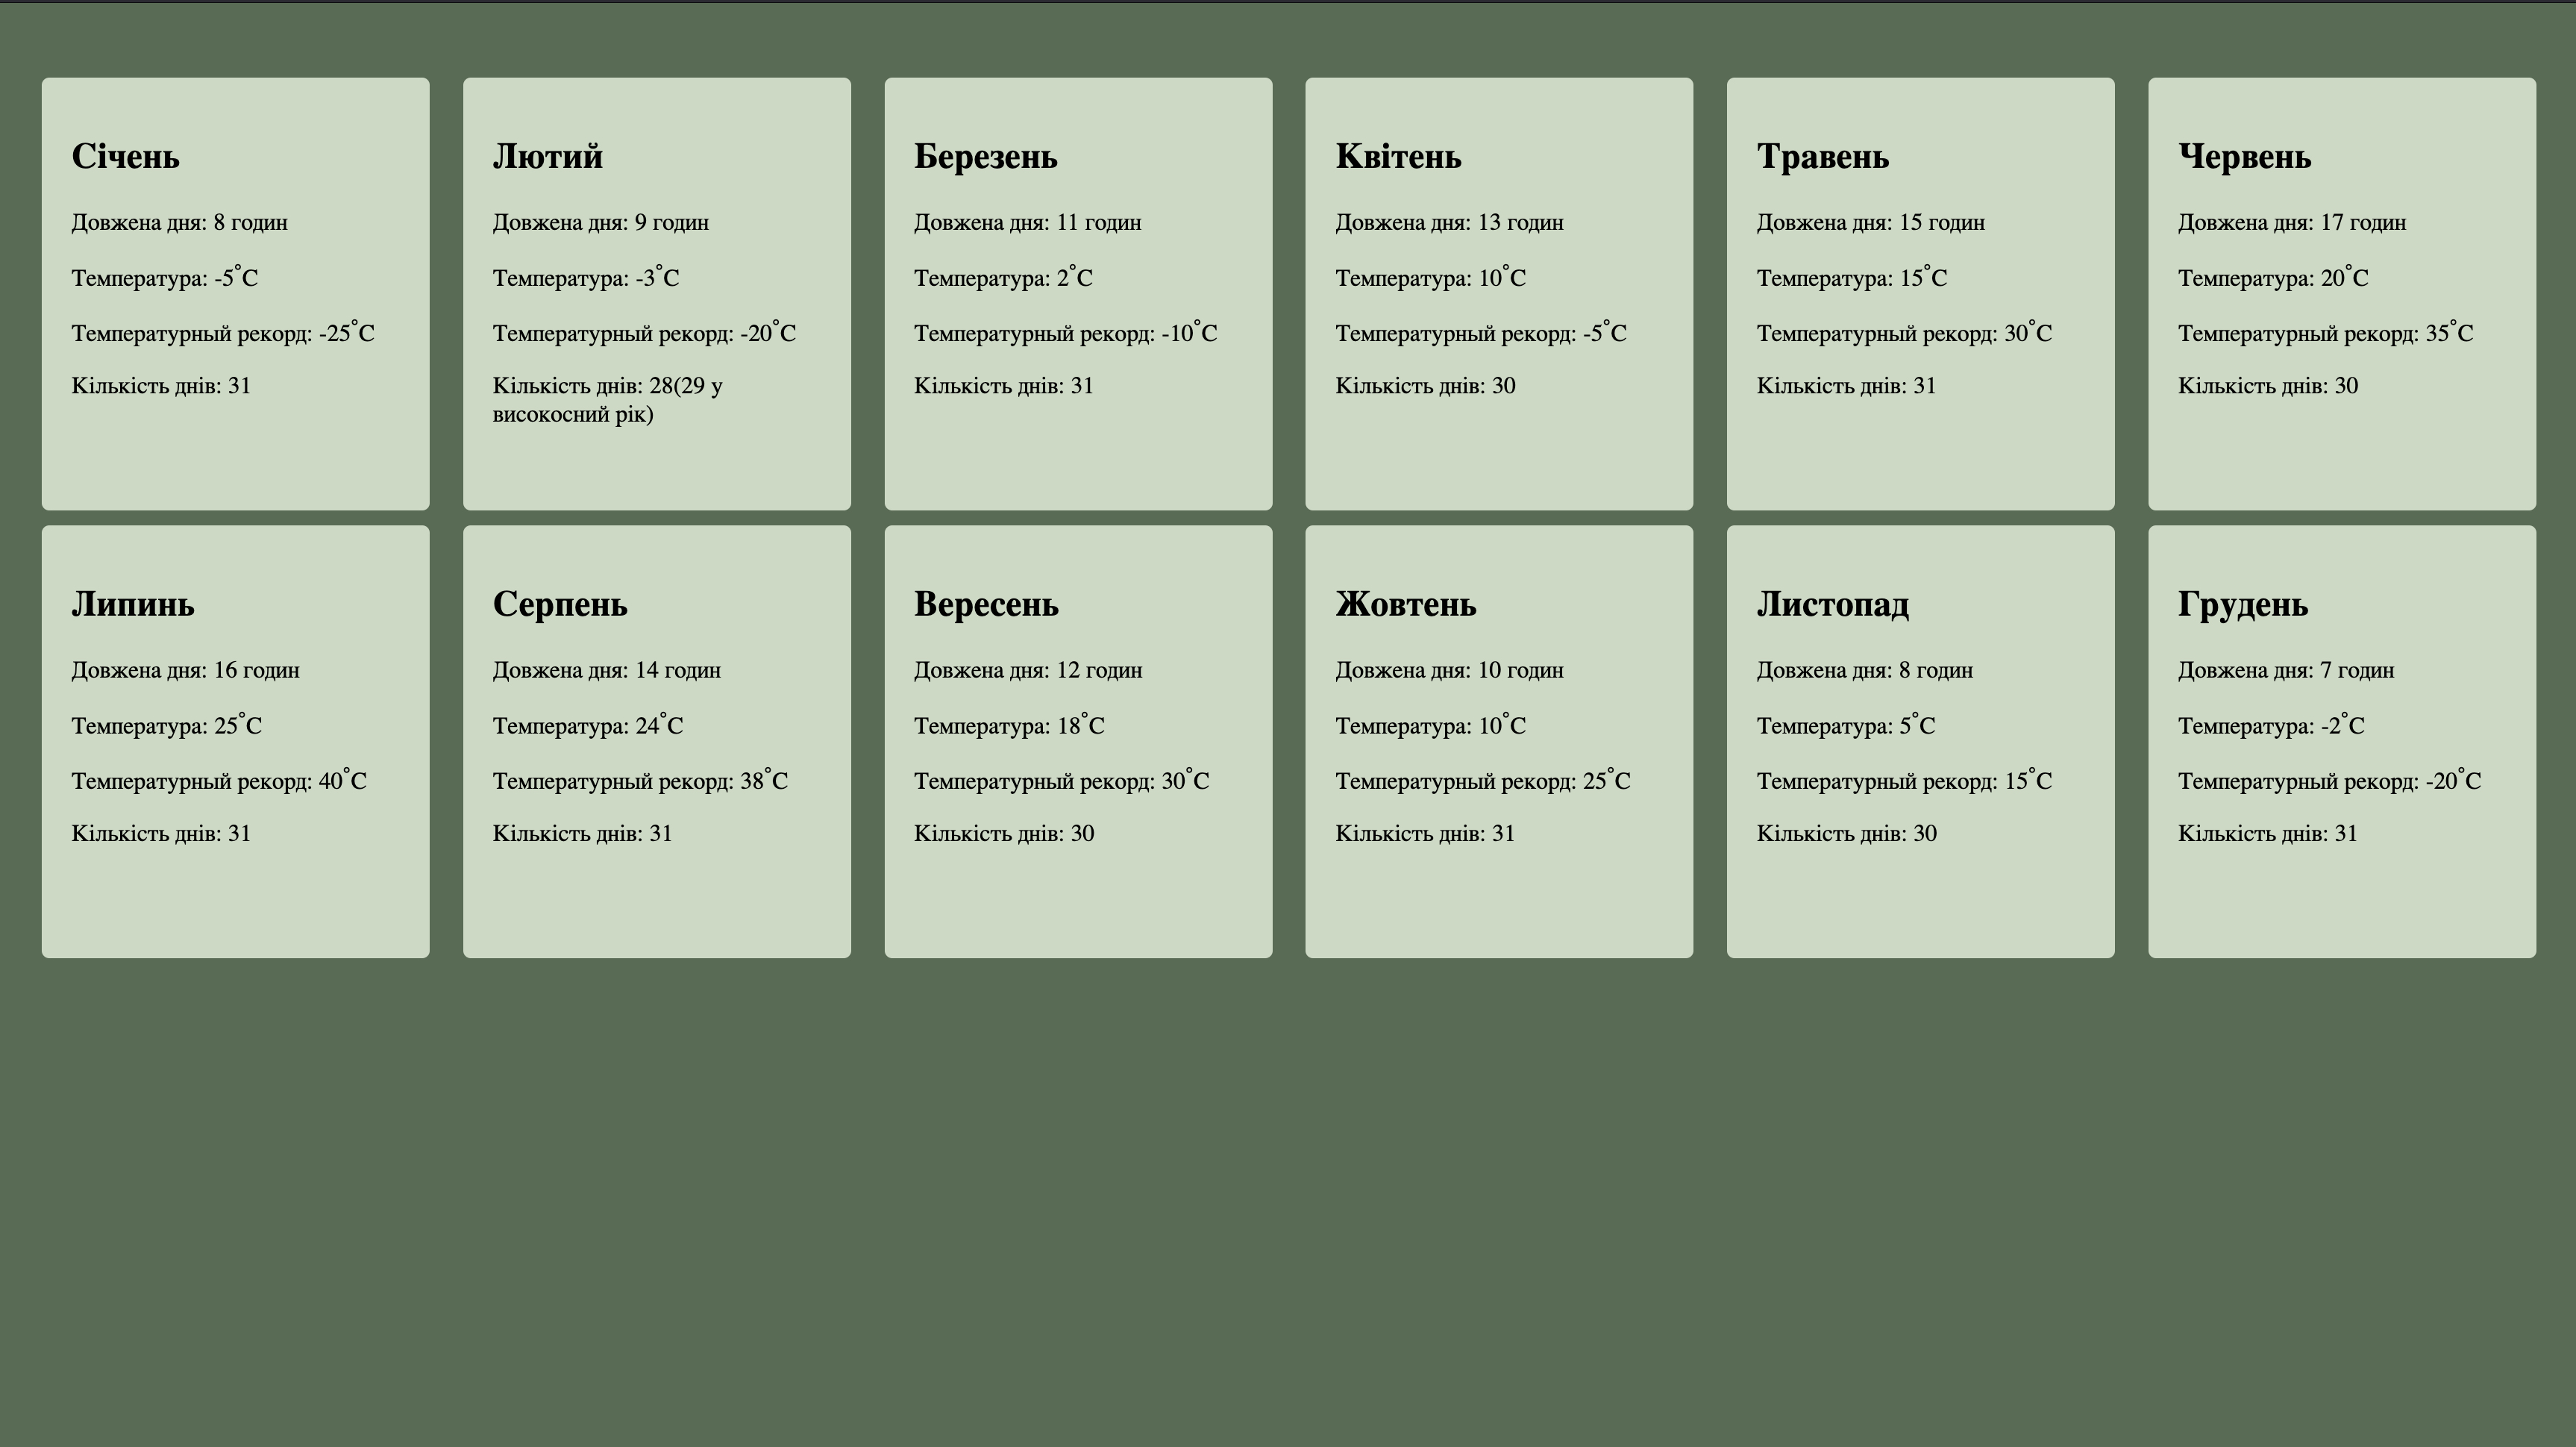 Січень
Довжена дня: 8 годин
Температура: -5°C
Температурный рекорд: -25°C
Кількість днів: 31
Лютий
Довжена дня: 9 годин
Температура: -3°C
Температурный рекорд: -20°C
Кількість днів: 28(29 у
високосний рік)
Березень
Довжена дня: 11 годин
Температура: 2°C
Температурный рекорд: -10°C
Кількість днів: 31
Квітень
Довжена дня: 13 годин
Температура: 10°C
Температурный рекорд: -5°C
Кількість днів: 30
Травень
Довжена дня: 15 годин
Температура: 15°C
Температурный рекорд: 30°C
Кількість днів: 31
Червень
Довжена дня: 17 годин
Температура: 20°C
Температурный рекорд: 35°C
Кількість днів: 30
Липинь
Довжена дня: 16 годин
Температура: 25°C
Температурный рекорд: 40°C
Кількість днів: 31
Серпень
Довжена дня: 14 годин
Температура: 24°C
Температурный рекорд: 38°C
Кількість днів: 31
Вересень
Довжена дня: 12 годин
Температура: 18°C
Температурный рекорд: 30°C
Кількість днів: 30
Жовтень
Довжена дня: 10 годин
Температура: 10°C
Температурный рекорд: 25°C
Кількість днів: 31
Листопад
Довжена дня: 8 годин
Температура: 5°C
Температурный рекорд: 15°C
Кількість днів: 30
Грудень
Довжена дня: 7 годин
Температура: -2°C
Температурный рекорд: -20°C
Кількість днів: 31